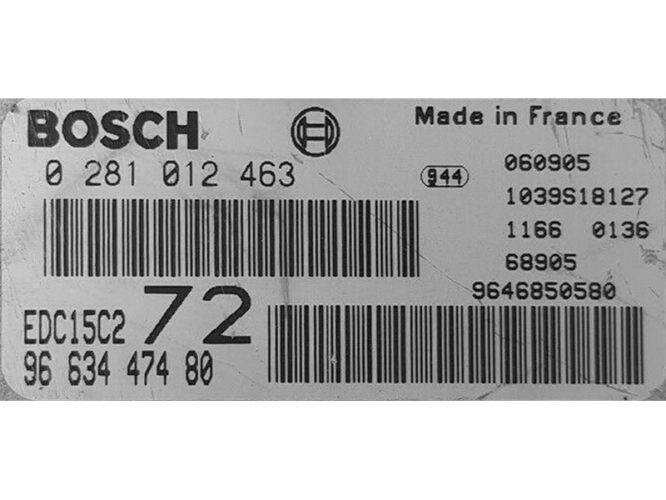 BOSCH
Made in France
0 281 012 463
944
060905
1039S18127
1166 0136
68905
9646850580
EDC15C2
72
96 634 474 80